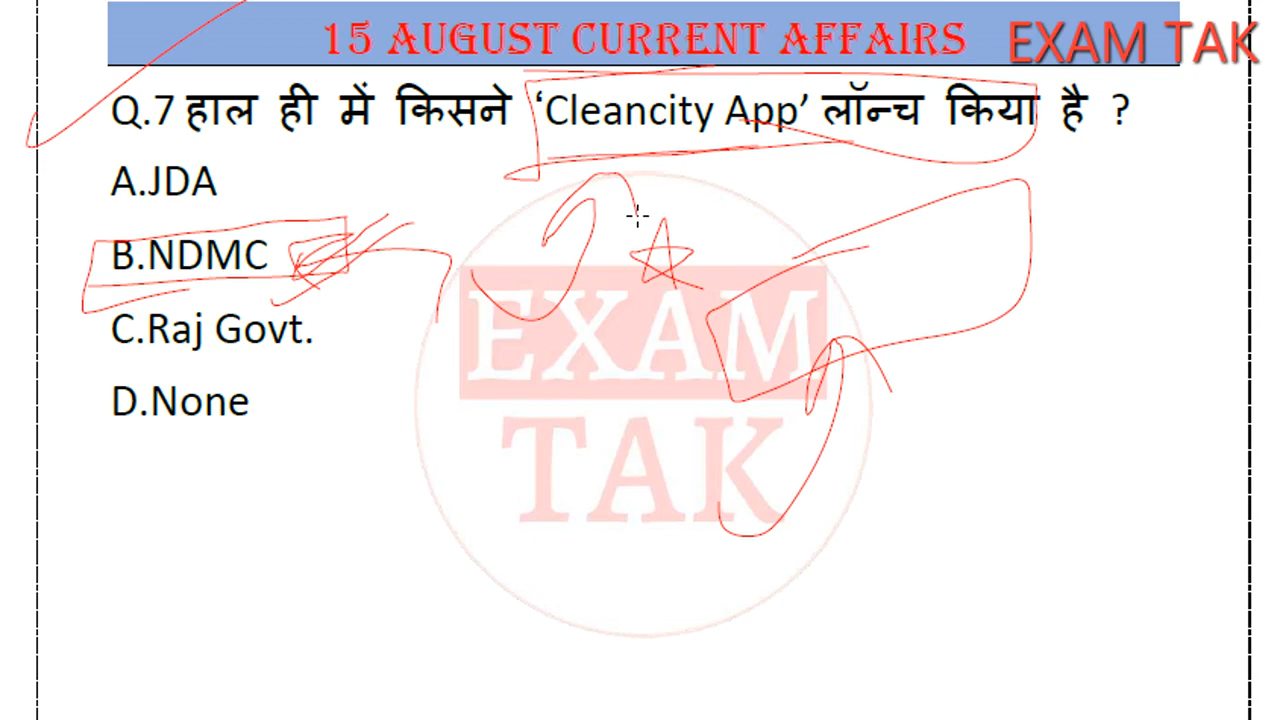 15 AUGUST CURRENT AFFAIRS
EXAM TAK
Q.7 हाल ही में किसने ‘Cleancity App’ लॉन्च किया है ?
A.JDA
B.NDMC
C.Raj Govt.
D.None
EXAM
TAK